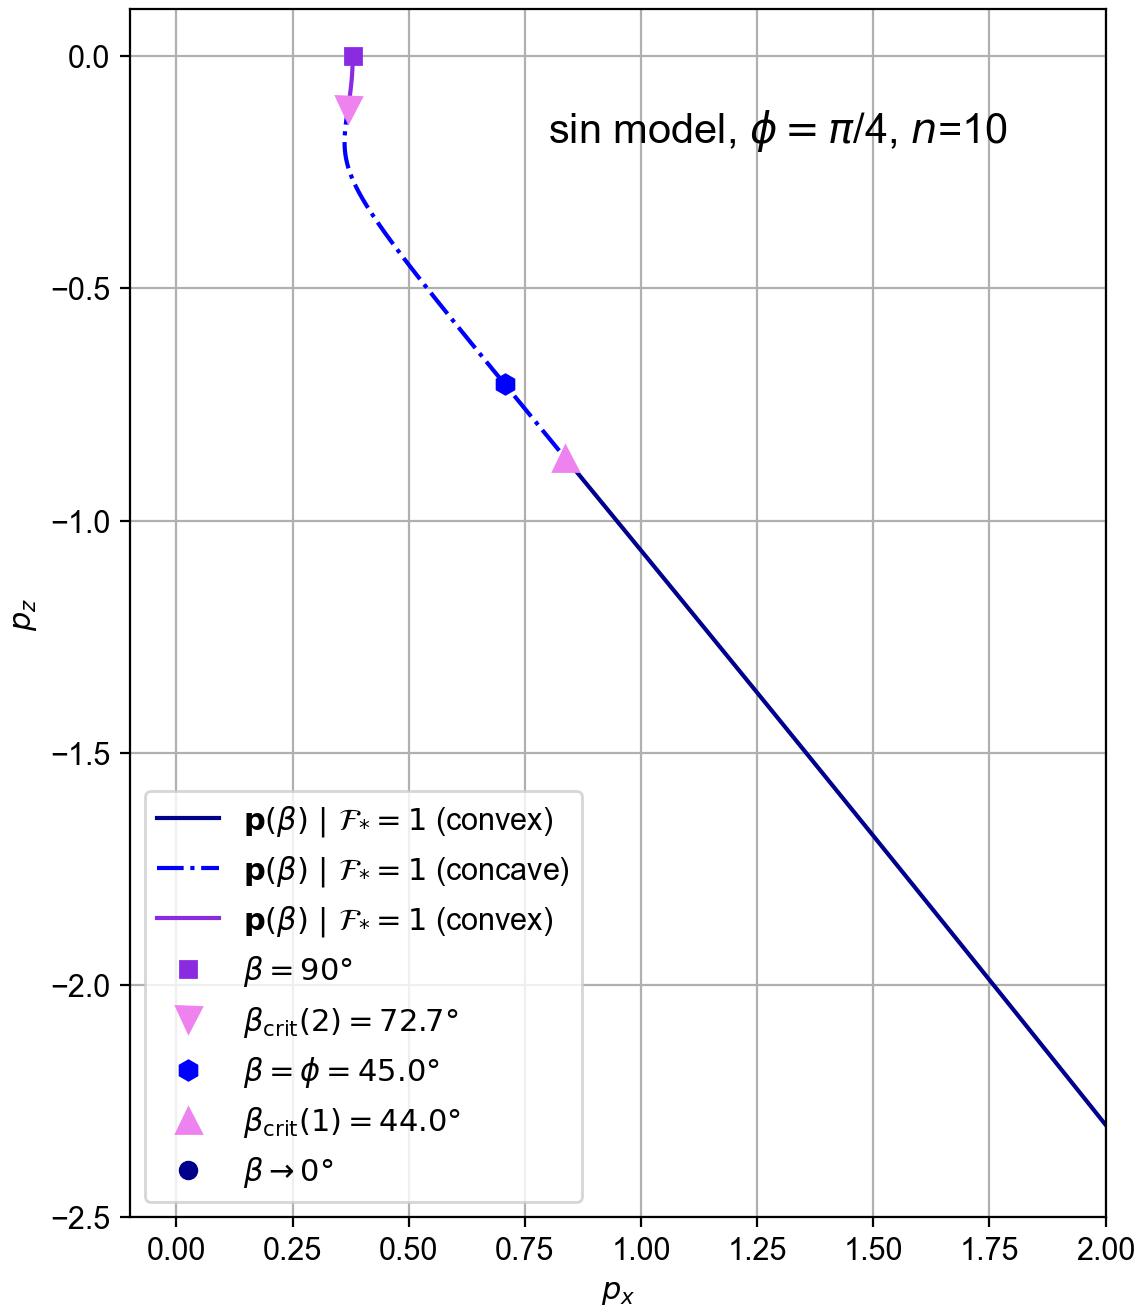 0.0
sin model, ϕ = π/4, n=10
−0.5
−1.0
−1.5
−2.0
−2.5
p_z
p(β) | ℱ* = 1 (convex)
p(β) | ℱ* = 1 (concave)
p(β) | ℱ* = 1 (convex)
β = 90°
β_crit(2) = 72.7°
β = ϕ = 45.0°
β_crit(1) = 44.0°
β → 0°
0.00 0.25 0.50 0.75 1.00 1.25 1.50 1.75 2.00
p_x